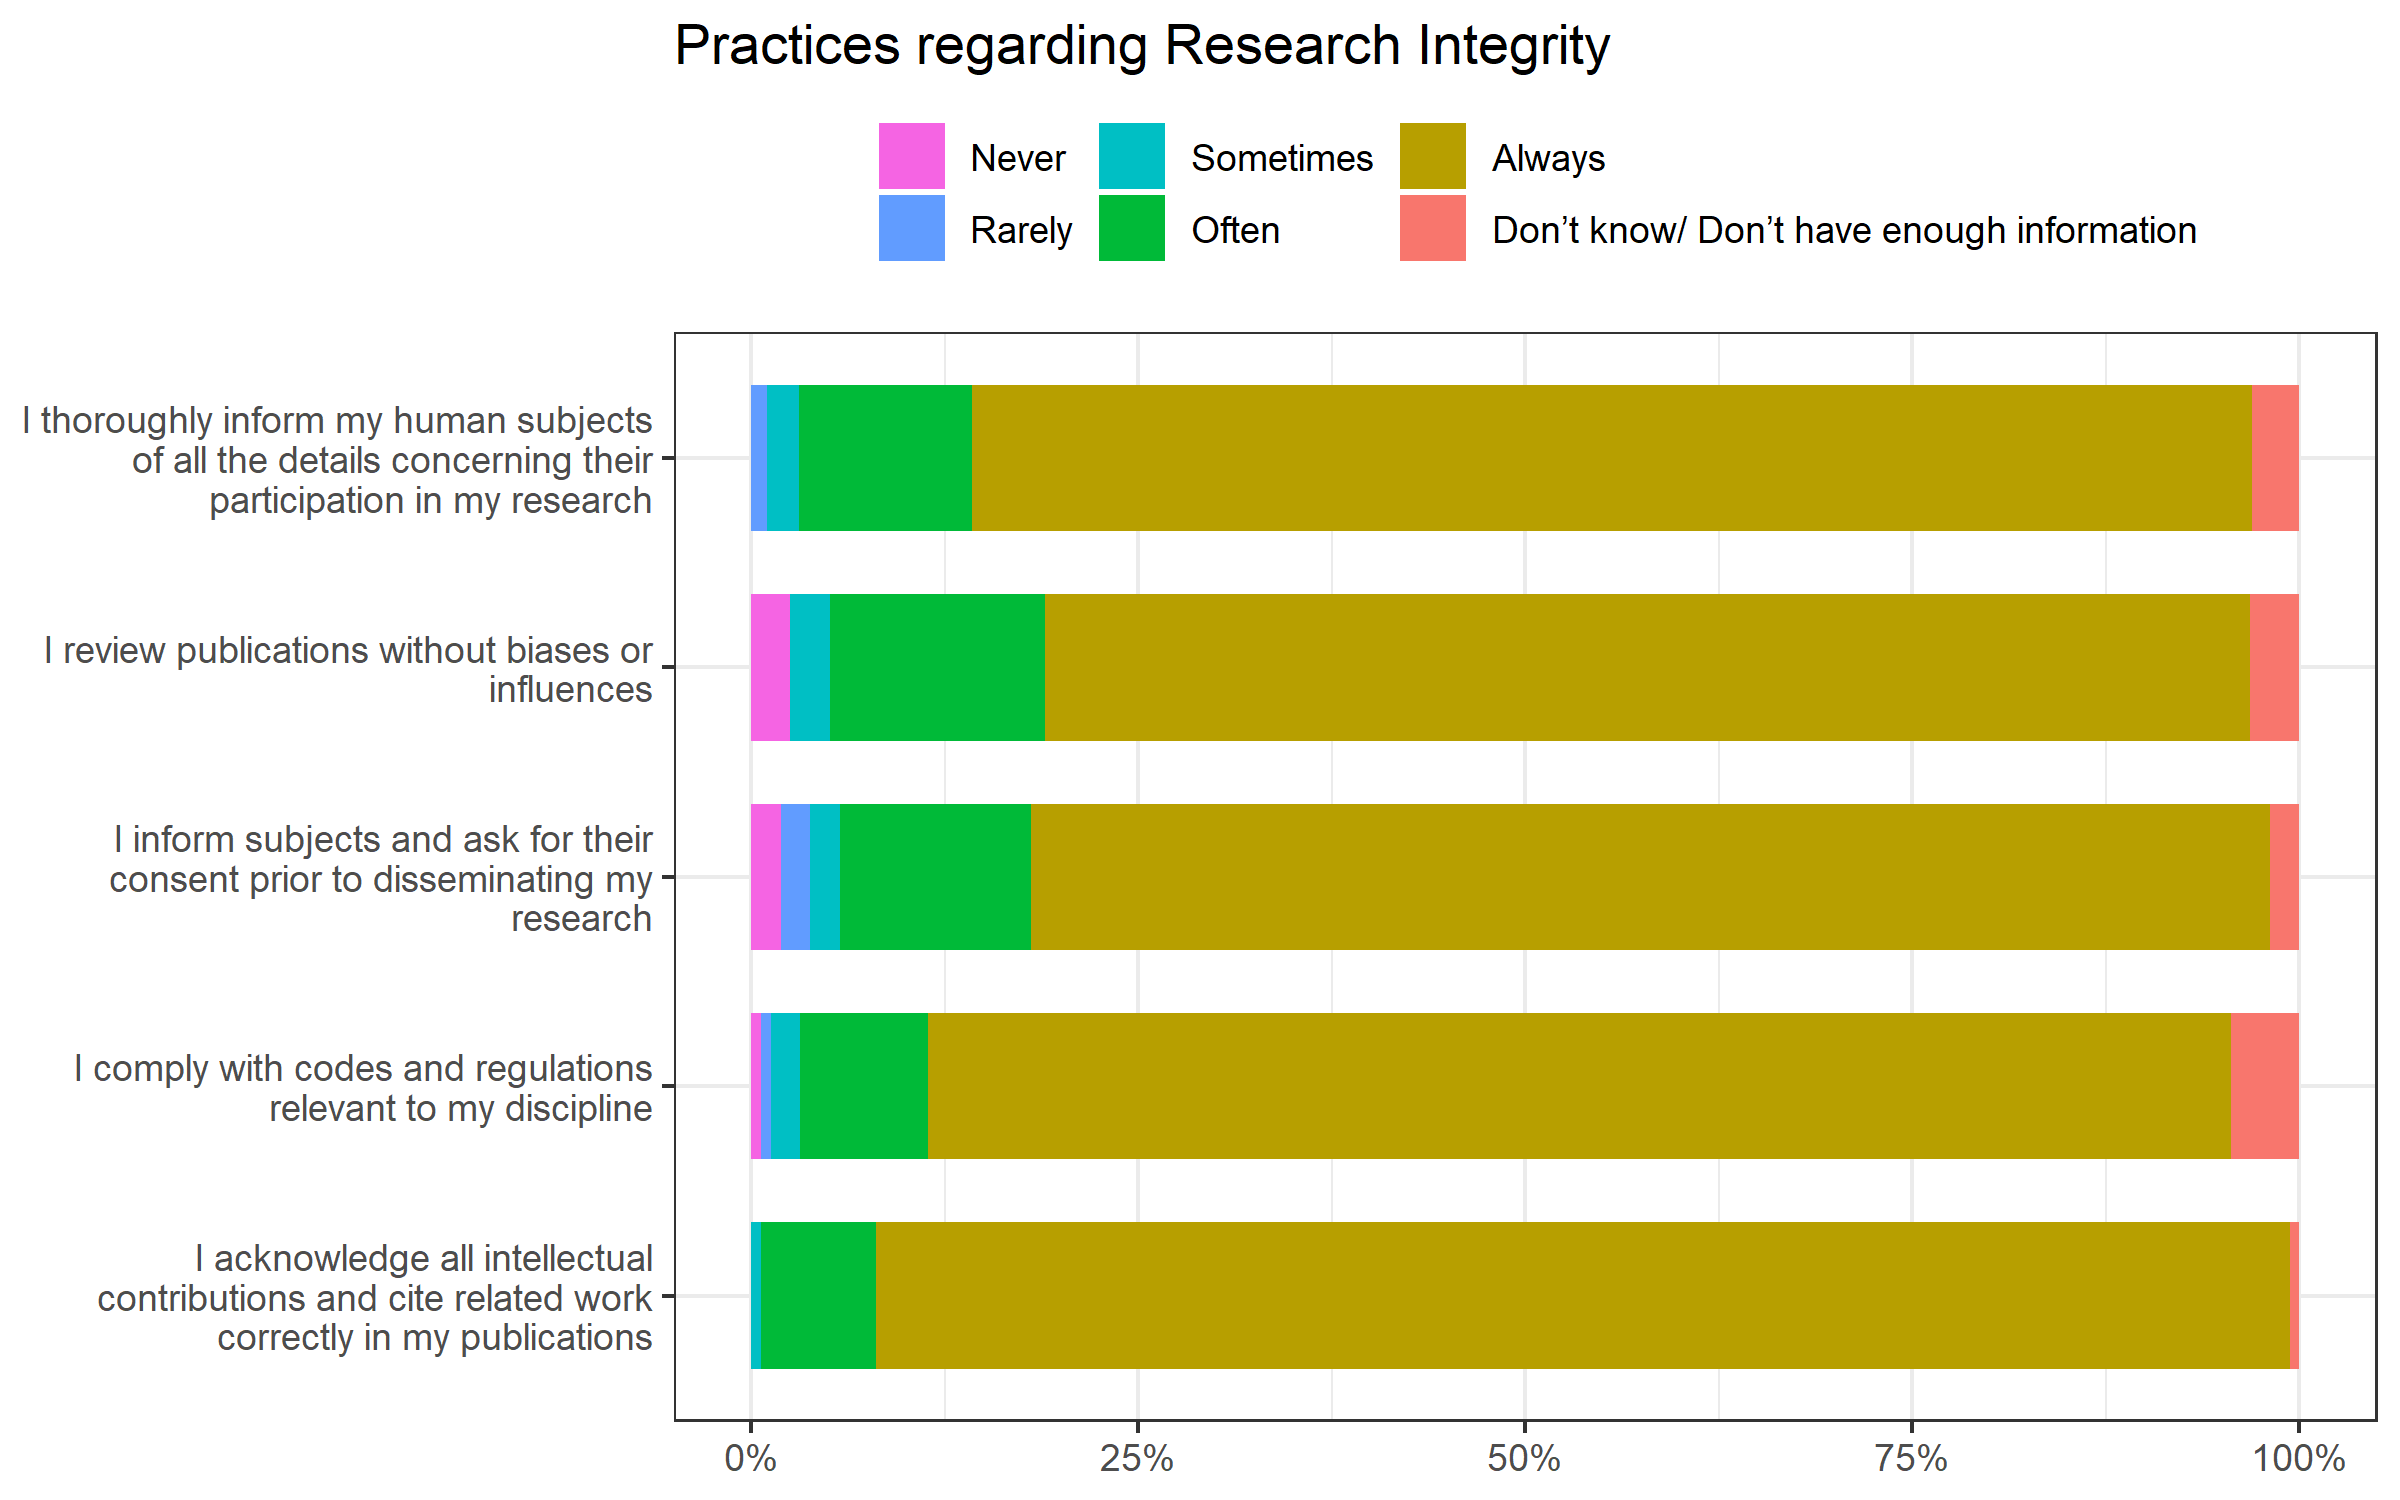 Practices regarding Research Integrity
Never
Sometimes
Always
Rarely
Often
Don’t know/ Don’t have enough information
I thoroughly inform my human subjects
of all the details concerning their
participation in my research
I review publications without biases or
influences
I inform subjects and ask for their
consent prior to disseminating my
research
I comply with codes and regulations
relevant to my discipline
I acknowledge all intellectual
contributions and cite related work
correctly in my publications
0%
25%
50%
75%
100%